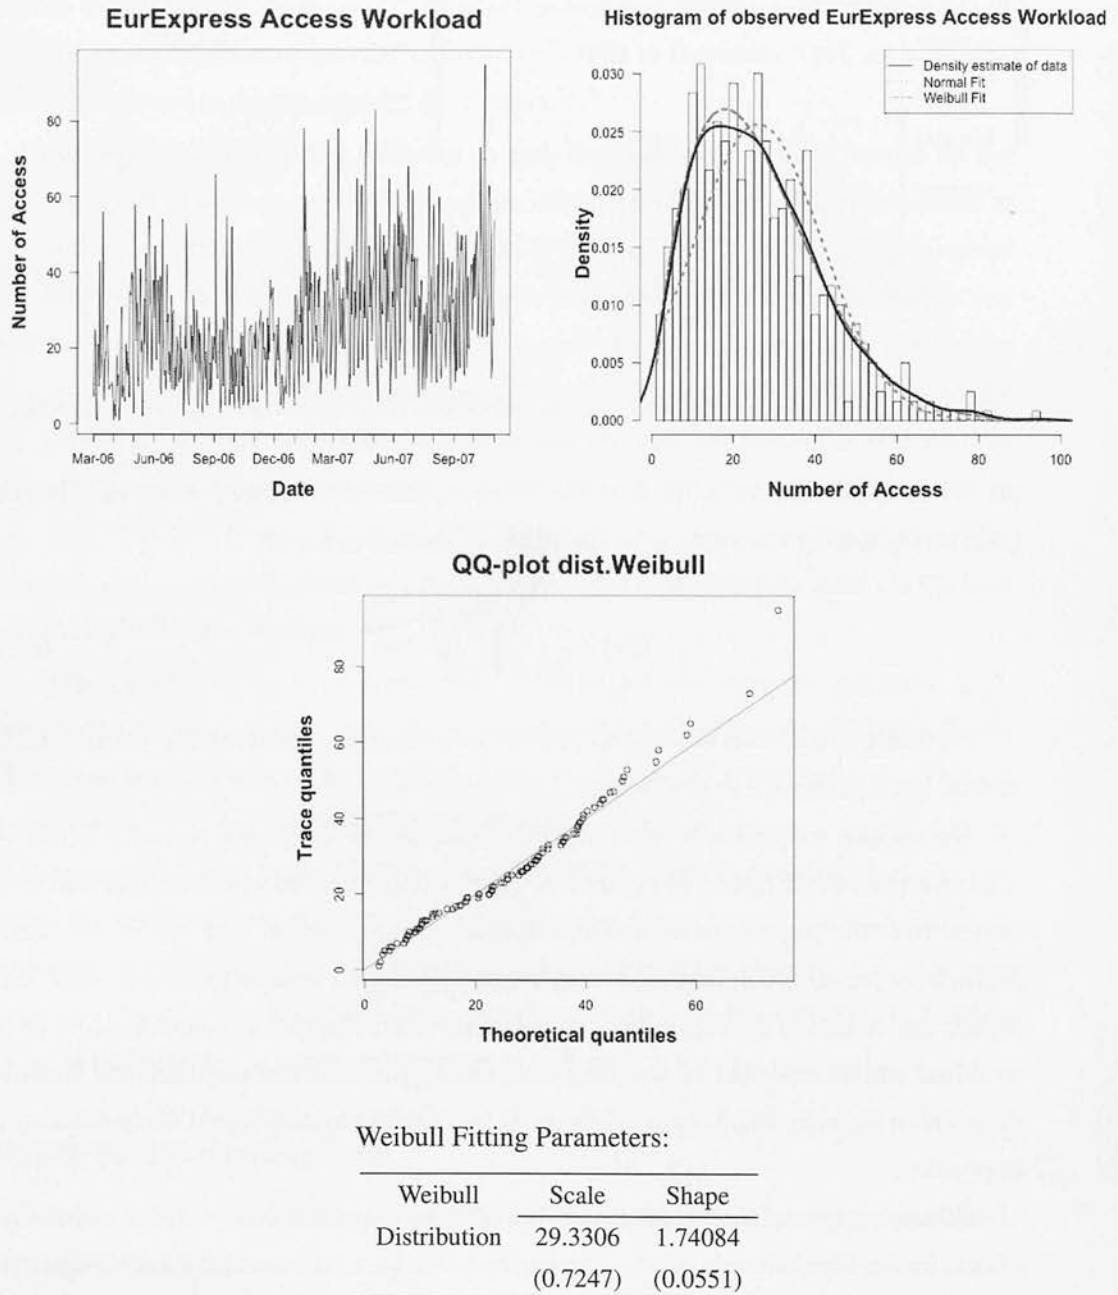 EurExpress Access Workload
Number of Access
80
60
40
20
0
Mar-06 Jun-06 Sep-06 Dec-06 Mar-07 Jun-07 Sep-07
Date
Histogram of observed EurExpress Access Workload
Density estimate of data
Normal Fit
Weibull Fit
Density
0.030
0.025
0.020
0.015
0.010
0.005
0.000
0 20 40 60 80 100
Number of Access
QQ-plot dist.Weibull
Trace quantiles
80
60
40
20
0
0 20 40 60
Theoretical quantiles
Weibull Fitting Parameters:
Weibull Scale Shape
Distribution 29.3306 1.74084
(0.7247) (0.0551)